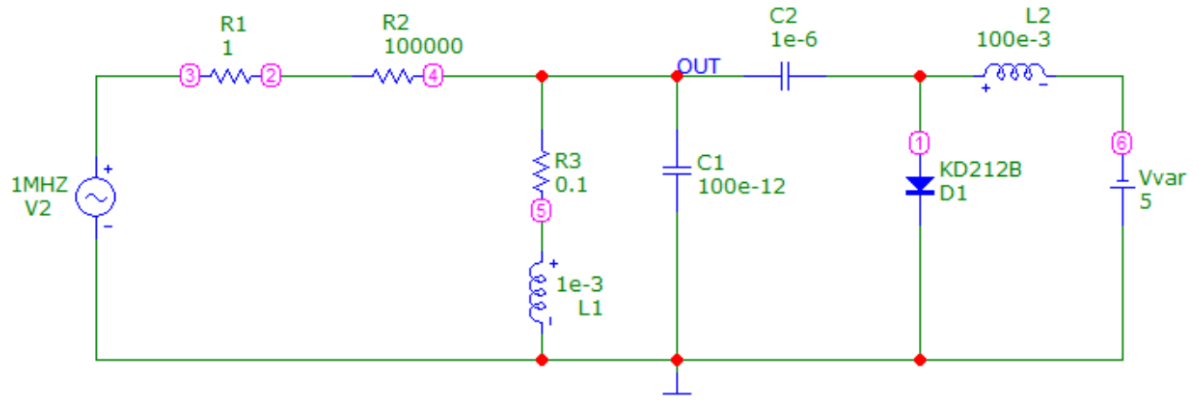 R1
1
R2
100000
C2
1e-6
L2
100e-3
3
2
4
OUT
+
-
1
6
1MHZ
V2
+
-
R3
0.1
5
C1
100e-12
KD212B
D1
Vvar
5
+
1e-3
L1
-